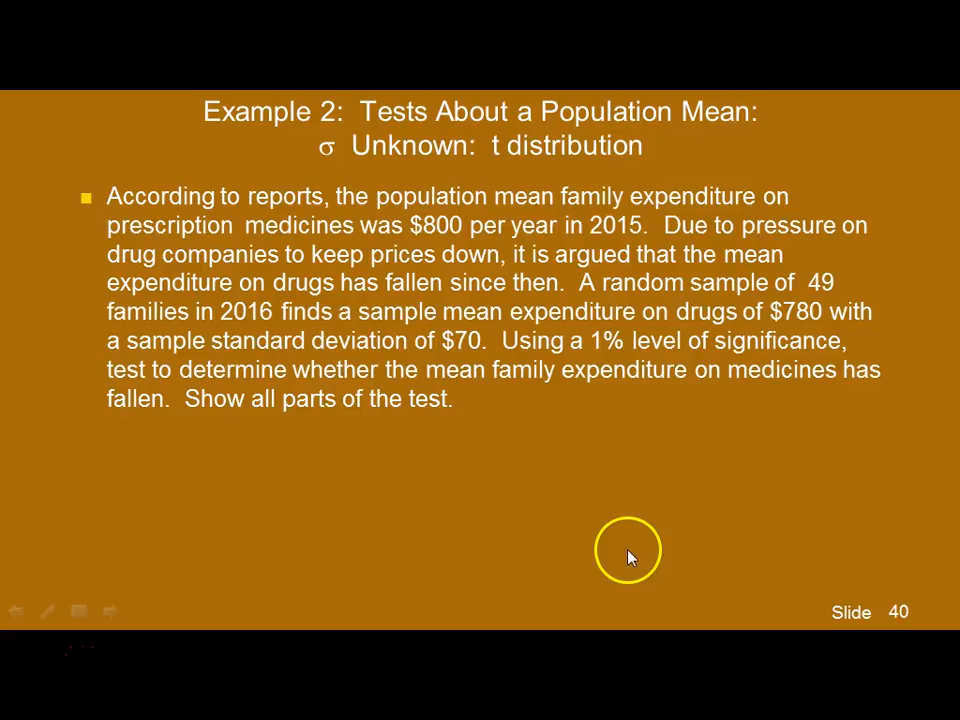 Example 2: Tests About a Population Mean:
σ Unknown: t distribution
According to reports, the population mean family expenditure on
prescription medicines was $800 per year in 2015. Due to pressure on
drug companies to keep prices down, it is argued that the mean
expenditure on drugs has fallen since then. A random sample of 49
families in 2016 finds a sample mean expenditure on drugs of $780 with
a sample standard deviation of $70. Using a 1% level of significance,
test to determine whether the mean family expenditure on medicines has
fallen. Show all parts of the test.
Slide 40